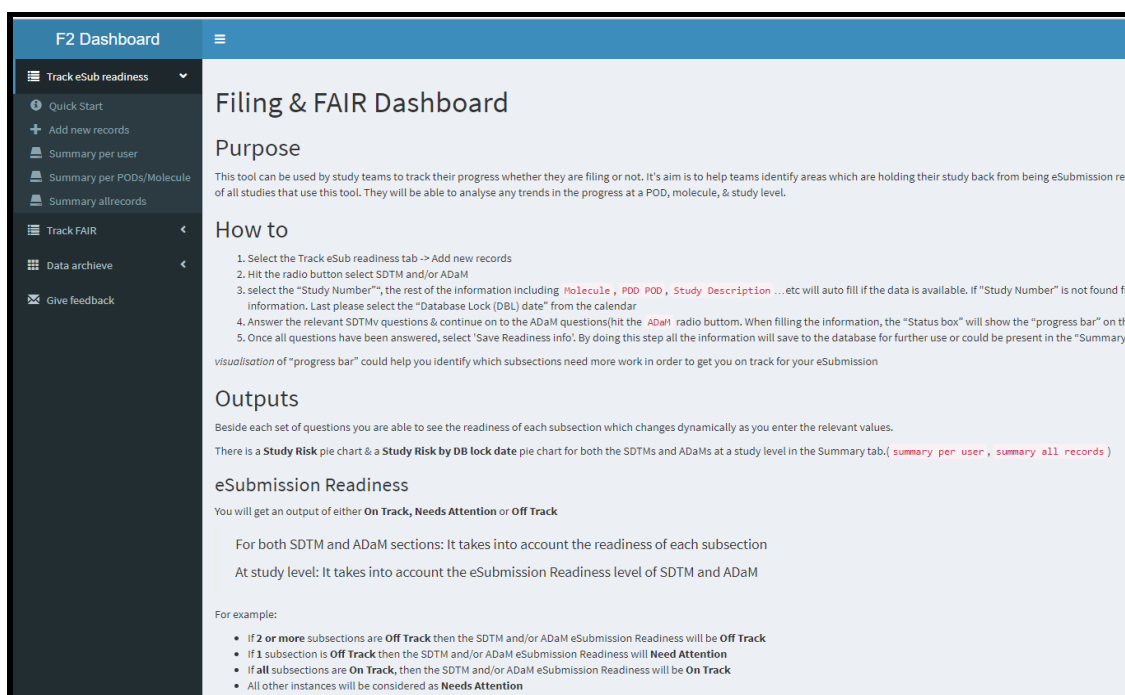 F2 Dashboard
Track eSub readiness
Quick Start
Add new records
Summary per user
Summary per PODs/Molecule
Summary allrecords
Track FAIR
Data archieve
Give feedback
Filing & FAIR Dashboard
Purpose
This tool can be used by study teams to track their progress whether they are filing or not. It's aim is to help teams identify areas which are holding their study back from being eSubmission re
of all studies that use this tool. They will be able to analyse any trends in the progress at a POD, molecule, & study level.
How to
1. Select the Track eSub readiness tab -> Add new records
2. Hit the radio button select SDTM and/or ADaM
3. select the “Study Number”“, the rest of the information including Molecule, PDD POD, Study Description ...etc will auto fill if the data is available. If "Study Number" is not found f
information. Last please select the “Database Lock (DBL) date” from the calendar
4. Answer the relevant SDTMv questions & continue on to the ADaM questions(hit the ADaM radio buttom. When filling the information, the “Status box” will show the “progress bar” on th
5. Once all questions have been answered, select 'Save Readiness info'. By doing this step all the information will save to the database for further use or could be present in the “Summary
visualisation of “progress bar” could help you identify which subsections need more work in order to get you on track for your eSubmission
Outputs
Beside each set of questions you are able to see the readiness of each subsection which changes dynamically as you enter the relevant values.
There is a Study Risk pie chart & a Study Risk by DB lock date pie chart for both the SDTMs and ADaMs at a study level in the Summary tab.( summary per user, summary all records )
eSubmission Readiness
You will get an output of either On Track, Needs Attention or Off Track
For both SDTM and ADaM sections: It takes into account the readiness of each subsection
At study level: It takes into account the eSubmission Readiness level of SDTM and ADaM
For example:
• If 2 or more subsections are Off Track then the SDTM and/or ADaM eSubmission Readiness will be Off Track
• If 1 subsection is Off Track then the SDTM and/or ADaM eSubmission Readiness will Need Attention
• If all subsections are On Track, then the SDTM and/or ADaM eSubmission Readiness will be On Track
• All other instances will be considered as Needs Attention